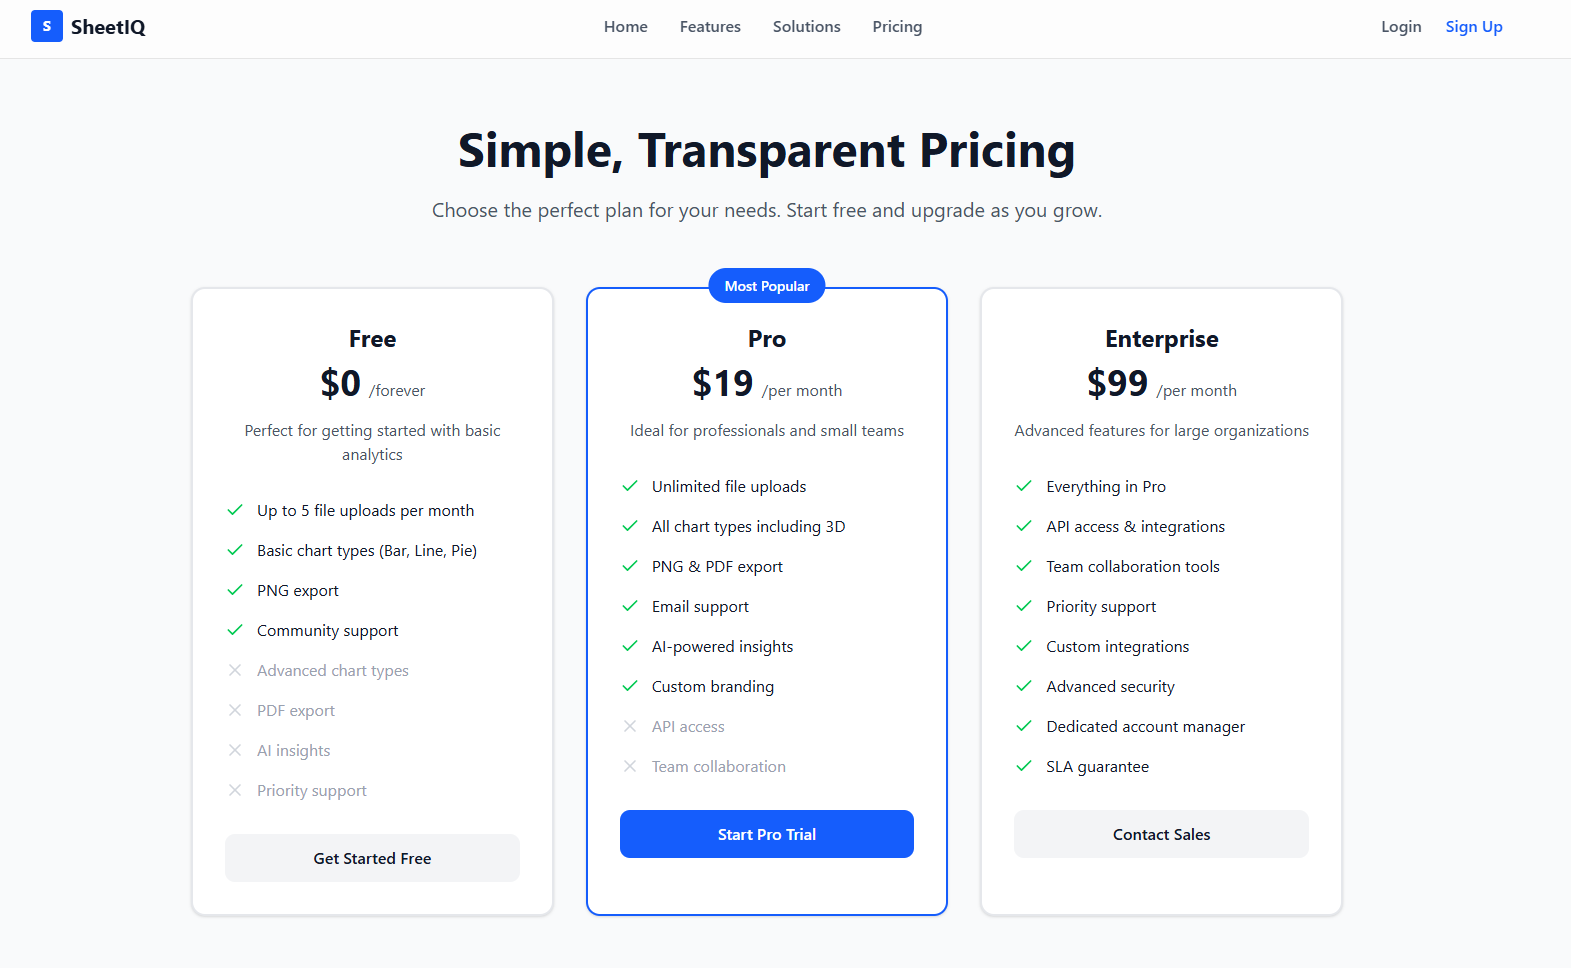 S SheetIQ
Home Features Solutions Pricing
Login Sign Up
Simple, Transparent Pricing
Choose the perfect plan for your needs. Start free and upgrade as you grow.
Free
$0 /forever
Perfect for getting started with basic
analytics
Up to 5 file uploads per month
Basic chart types (Bar, Line, Pie)
PNG export
Community support
Advanced chart types
PDF export
AI insights
Priority support
Get Started Free
Most Popular
Pro
$19 /per month
Ideal for professionals and small teams
Unlimited file uploads
All chart types including 3D
PNG & PDF export
Email support
AI-powered insights
Custom branding
API access
Team collaboration
Start Pro Trial
Enterprise
$99 /per month
Advanced features for large organizations
Everything in Pro
API access & integrations
Team collaboration tools
Priority support
Custom integrations
Advanced security
Dedicated account manager
SLA guarantee
Contact Sales